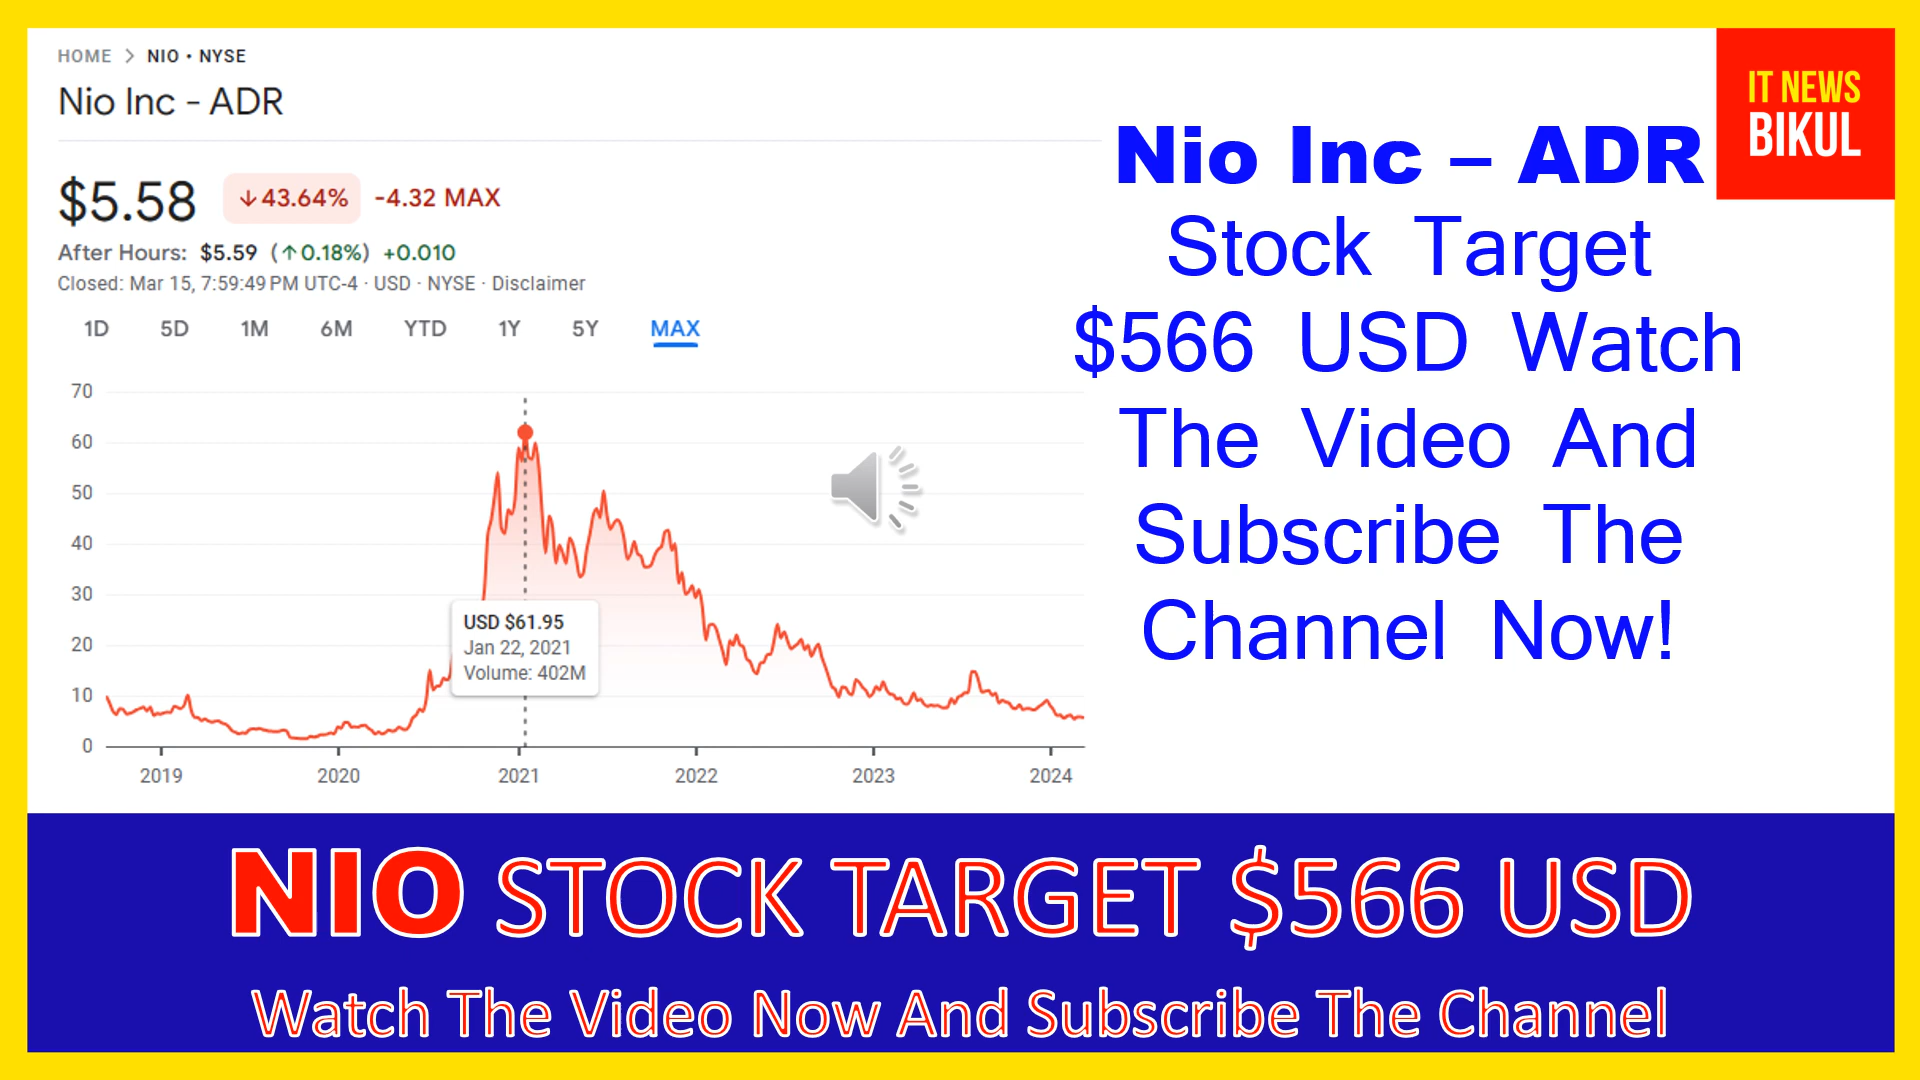 HOME > NIO • NYSE
Nio Inc - ADR
$5.58 ↓43.64% -4.32 MAX
After Hours: $5.59 (↑0.18%) +0.010
Closed: Mar 15, 7:59:49 PM UTC-4 · USD · NYSE · Disclaimer
1D 5D 1M 6M YTD 1Y 5Y MAX
70
60
50
40
30
20
10
0
USD $61.95
Jan 22, 2021
Volume: 402M
2019 2020 2021 2022 2023 2024
IT NEWS
BIKUL
Nio Inc – ADR
Stock Target
$566 USD Watch
The Video And
Subscribe The
Channel Now!
NIO STOCK TARGET $566 USD
Watch The Video Now And Subscribe The Channel